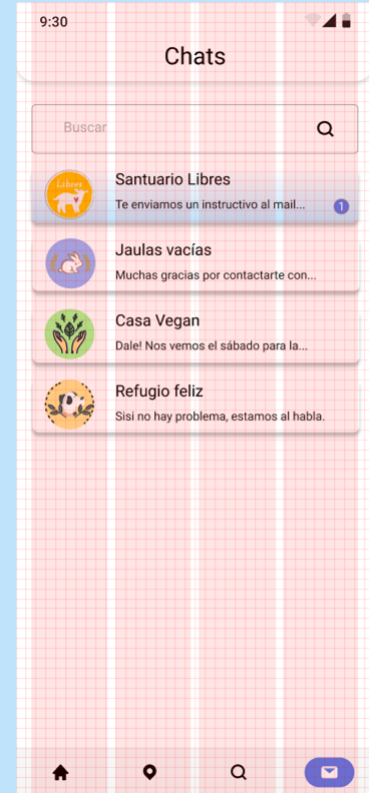 9:30
Chats
Buscar
Libres
Santuario Libres
Te enviamos un instructivo al mail...
1
Jaulas vacías
Muchas gracias por contactarte con...
Casa Vegan
Dale! Nos vemos el sábado para la...
Refugio feliz
Sisi no hay problema, estamos al habla.